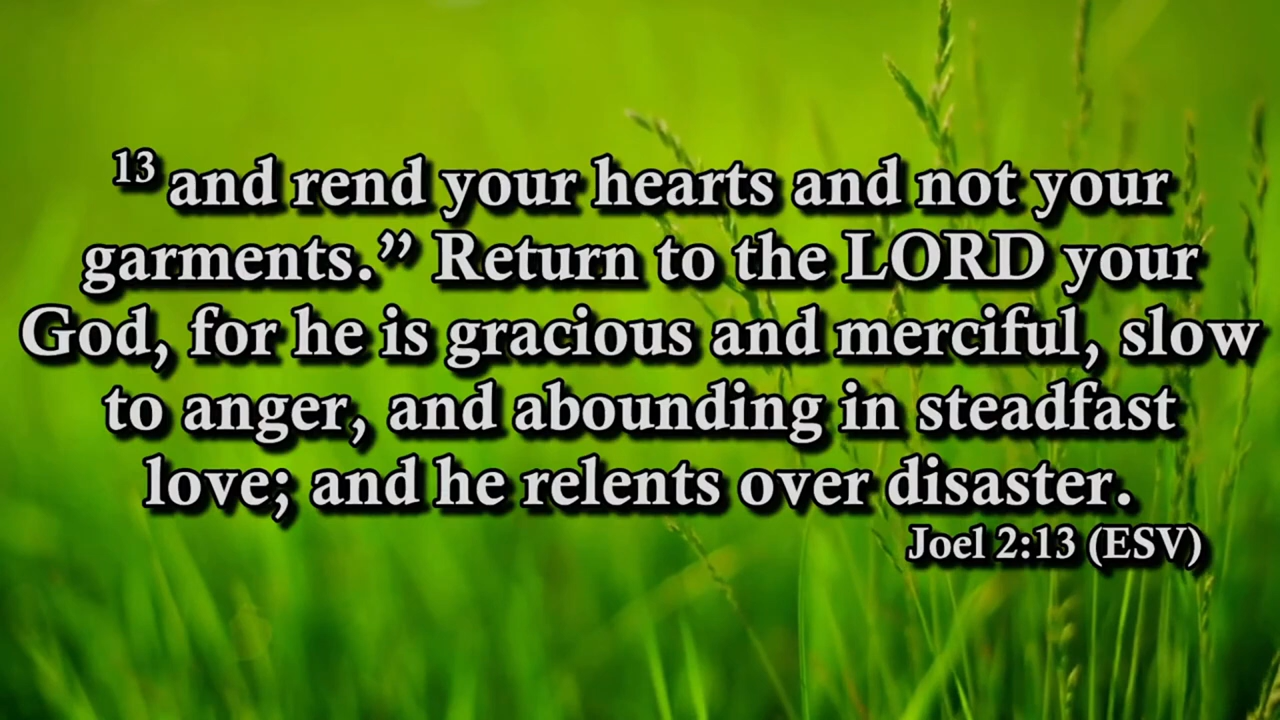 13 and rend your hearts and not your
garments.” Return to the LORD your
God, for he is gracious and merciful, slow
to anger, and abounding in steadfast
love; and he relents over disaster.
Joel 2:13 (ESV)